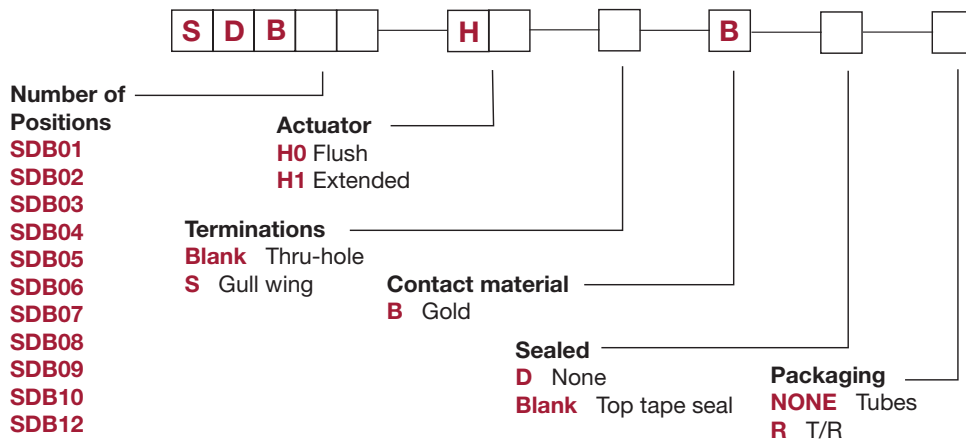 S D B H B
Number of
Positions
SDB01
SDB02
SDB03
SDB04
SDB05
SDB06
SDB07
SDB08
SDB09
SDB10
SDB12
Actuator
H0 Flush
H1 Extended
Terminations
Blank Thru-hole
S Gull wing
Contact material
B Gold
Sealed
D None
Blank Top tape seal
Packaging
NONE Tubes
R T/R